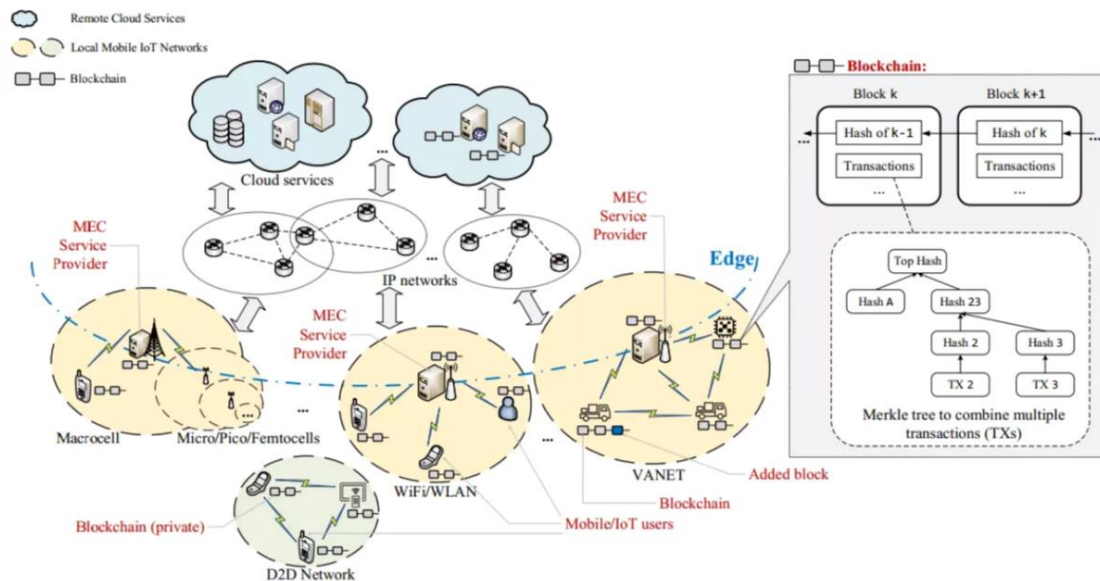 Remote Cloud Services
Local Mobile IoT Networks
Blockchain
Cloud services
...
IP networks
...
MEC
Service
Provider
MEC
Service
Provider
MEC
Service
Provider
Edge
Macrocell
Micro/Pico/Femtocells
...
...
WiFi/WLAN
...
VANET
Added block
Blockchain
Mobile/IoT users
Blockchain (private)
D2D Network
Blockchain:
Block k
Block k+1
Hash of k-1
Hash of k
...
...
Transactions
Transactions
...
...
Top Hash
Hash A
Hash 23
Hash 2
Hash 3
TX 2
TX 3
Merkle tree to combine multiple
transactions (TXs)